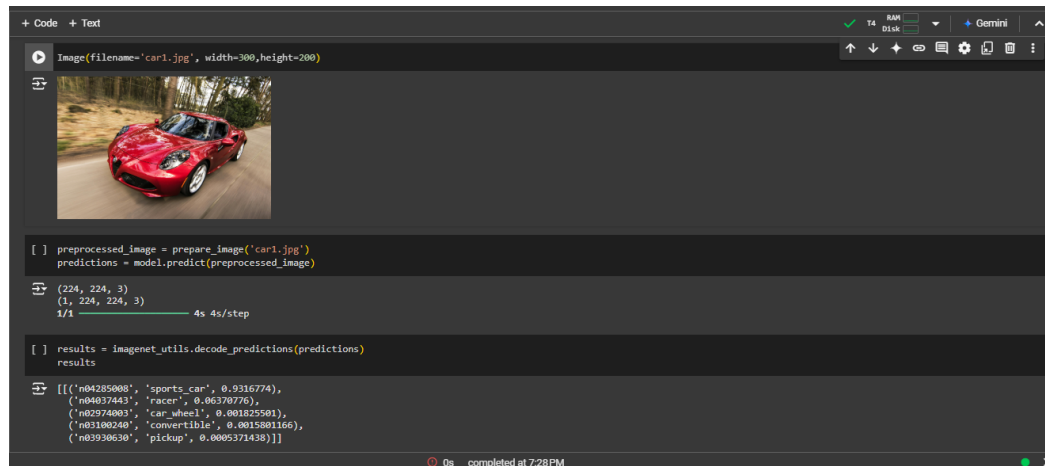 + Code + Text
T4 RAM Disk Gemini
Image(filename='car1.jpg', width=300,height=200)
[ ] preprocessed_image = prepare_image('car1.jpg')
predictions = model.predict(preprocessed_image)
(224, 224, 3)
(1, 224, 224, 3)
1/1 4s 4s/step
[ ] results = imagenet_utils.decode_predictions(predictions)
results
[[('n04285008', 'sports_car', 0.9316774),
('n04037443', 'racer', 0.06370776),
('n02974003', 'car_wheel', 0.001825501),
('n03100240', 'convertible', 0.0015801166),
('n03930630', 'pickup', 0.0005371438)]]
0s completed at 7:28 PM